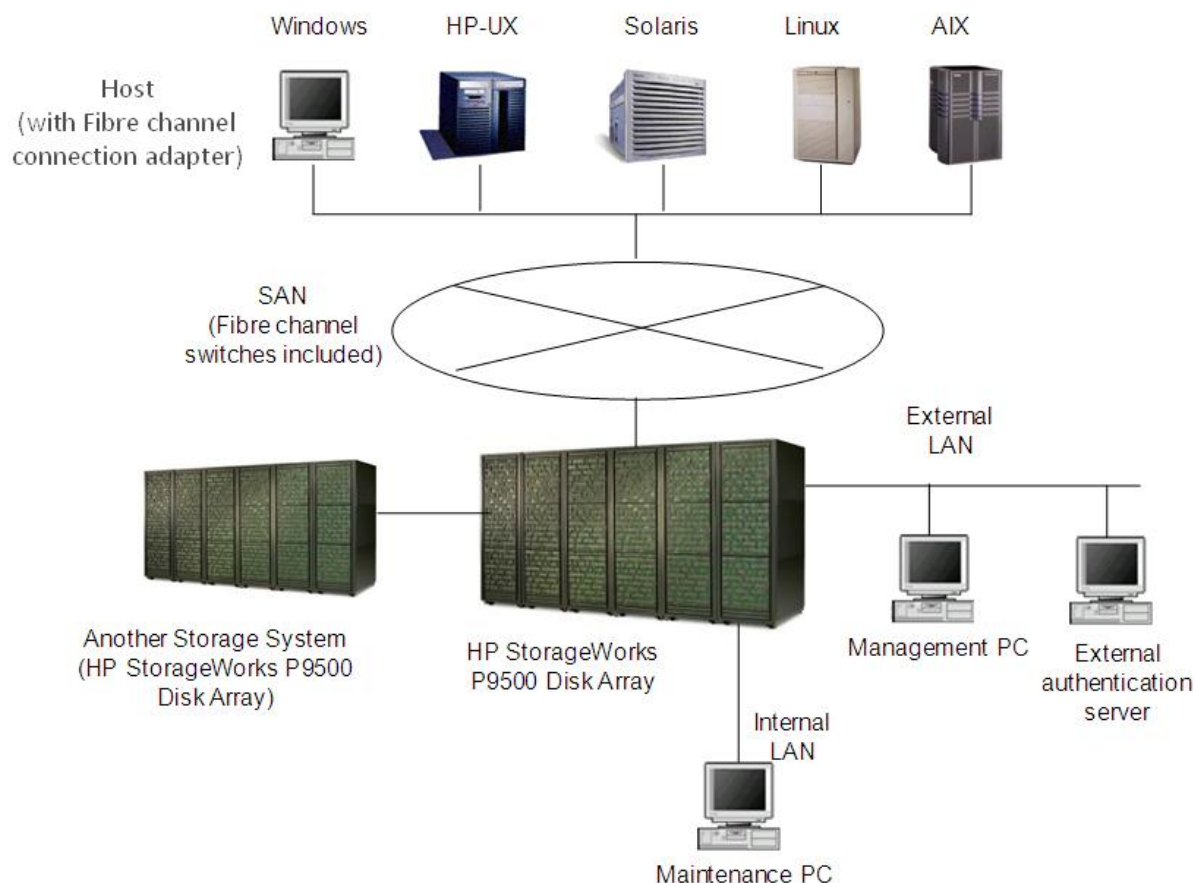 Windows
HP-UX
Solaris
Linux
AIX
Host
(with Fibre channel
connection adapter)
SAN
(Fibre channel
switches included)
External
LAN
Another Storage System
(HP StorageWorks P9500
Disk Array)
HP StorageWorks
P9500 Disk Array
Management PC
External
authentication
server
Internal
LAN
Maintenance PC